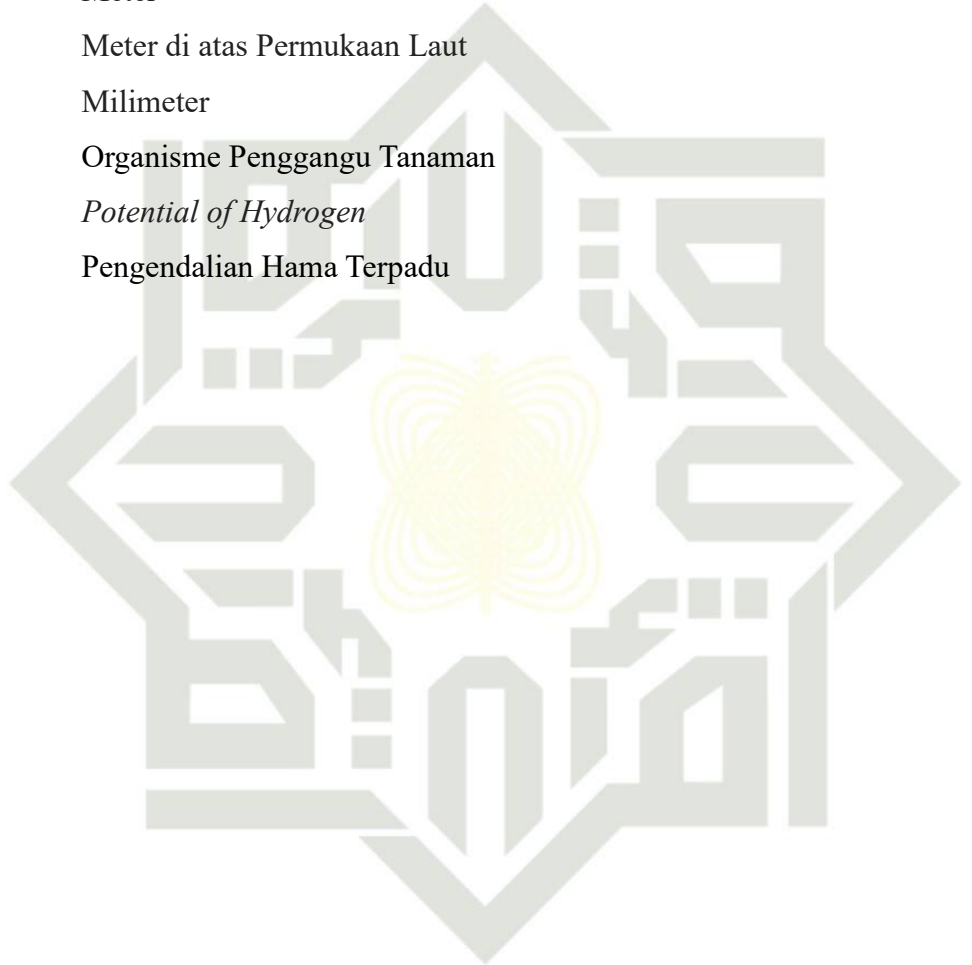 Meter di atas Permukaan Laut
Milimeter
Organisme Penggangu Tanaman
Potential of Hydrogen
Pengendalian Hama Terpadu